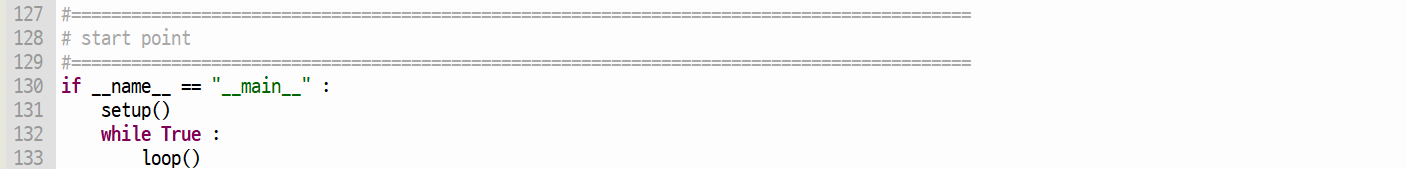 127 #==========================================================================================
128 # start point
129 #==========================================================================================
130 if __name__ == "__main__" :
131     setup()
132     while True :
133         loop()